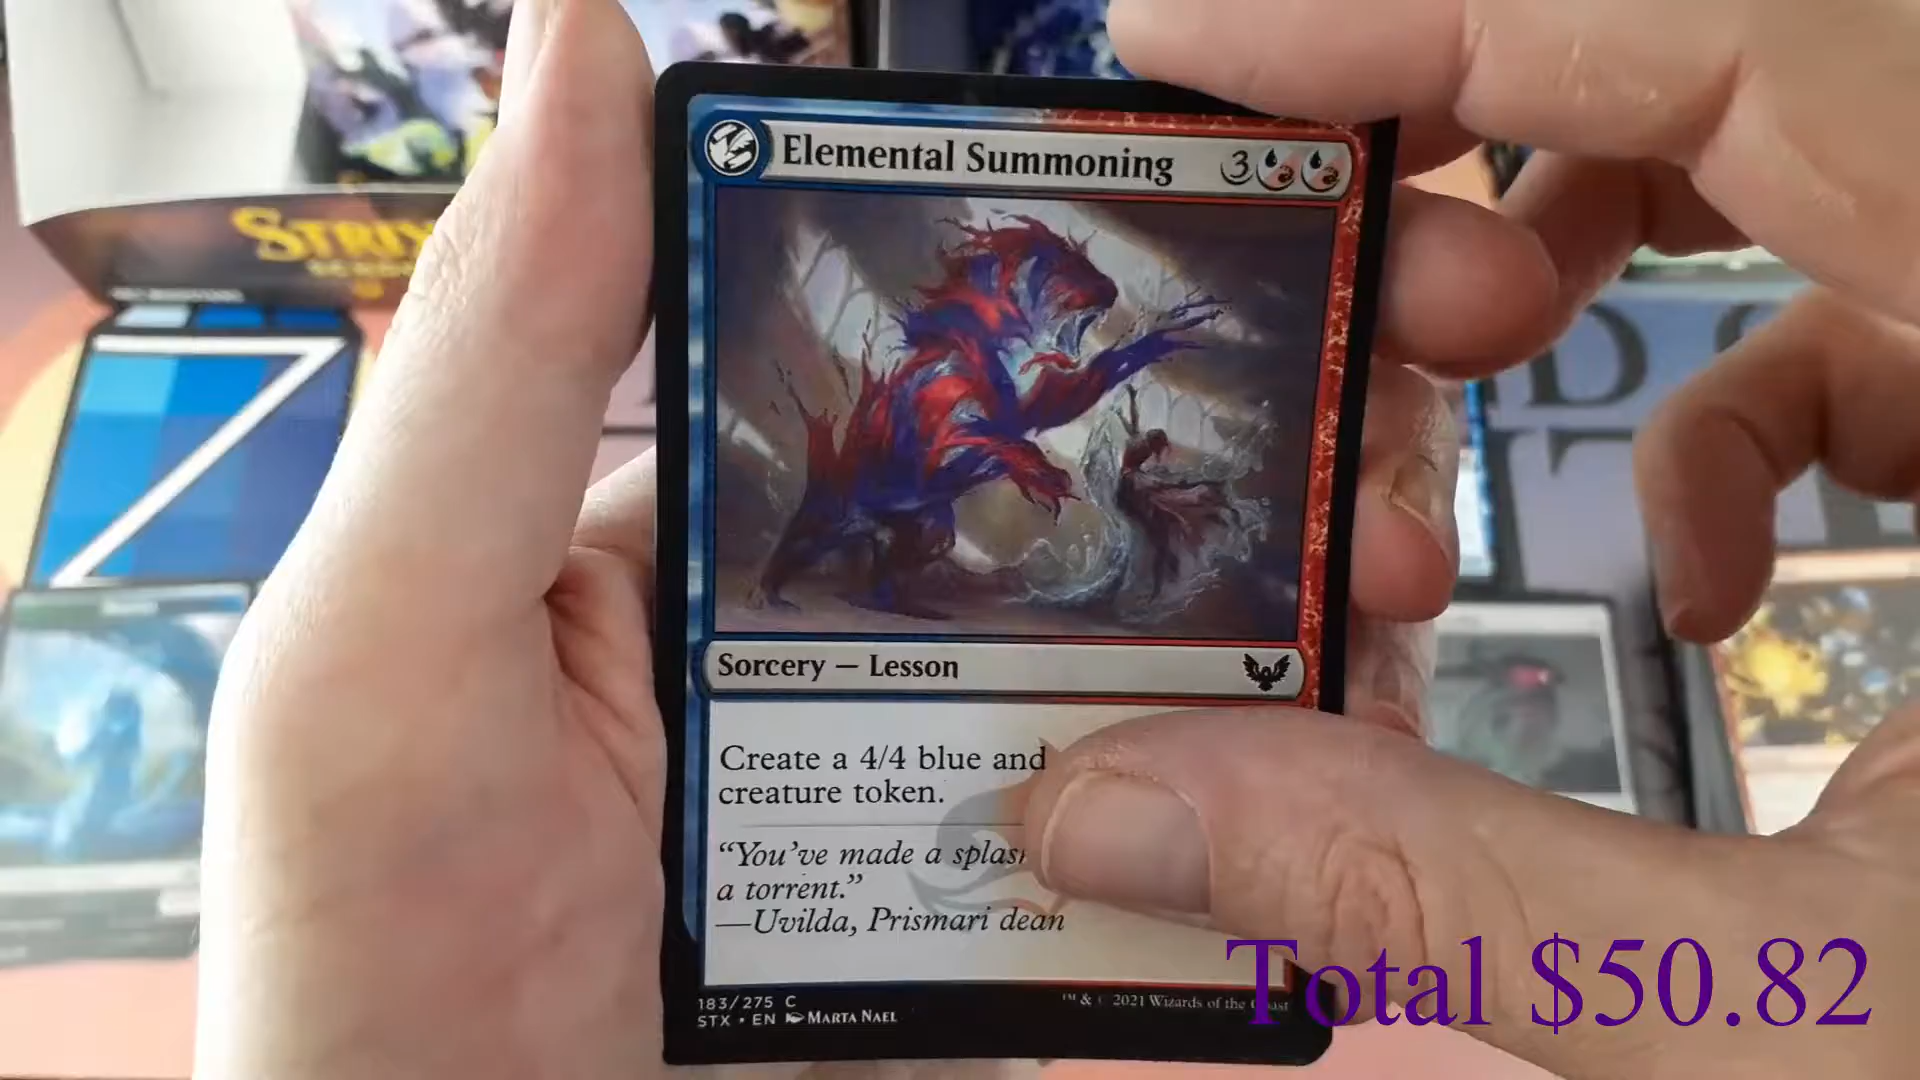 Elemental Summoning 3
Sorcery — Lesson
Create a 4/4 blue and
creature token.
“You’ve made a
a torrent.”
—Uvilda, Prismari dean
183/275 C
STX • EN MARTA NAEL
™ & © 2021 Wizards of the Coast
Total $50.82